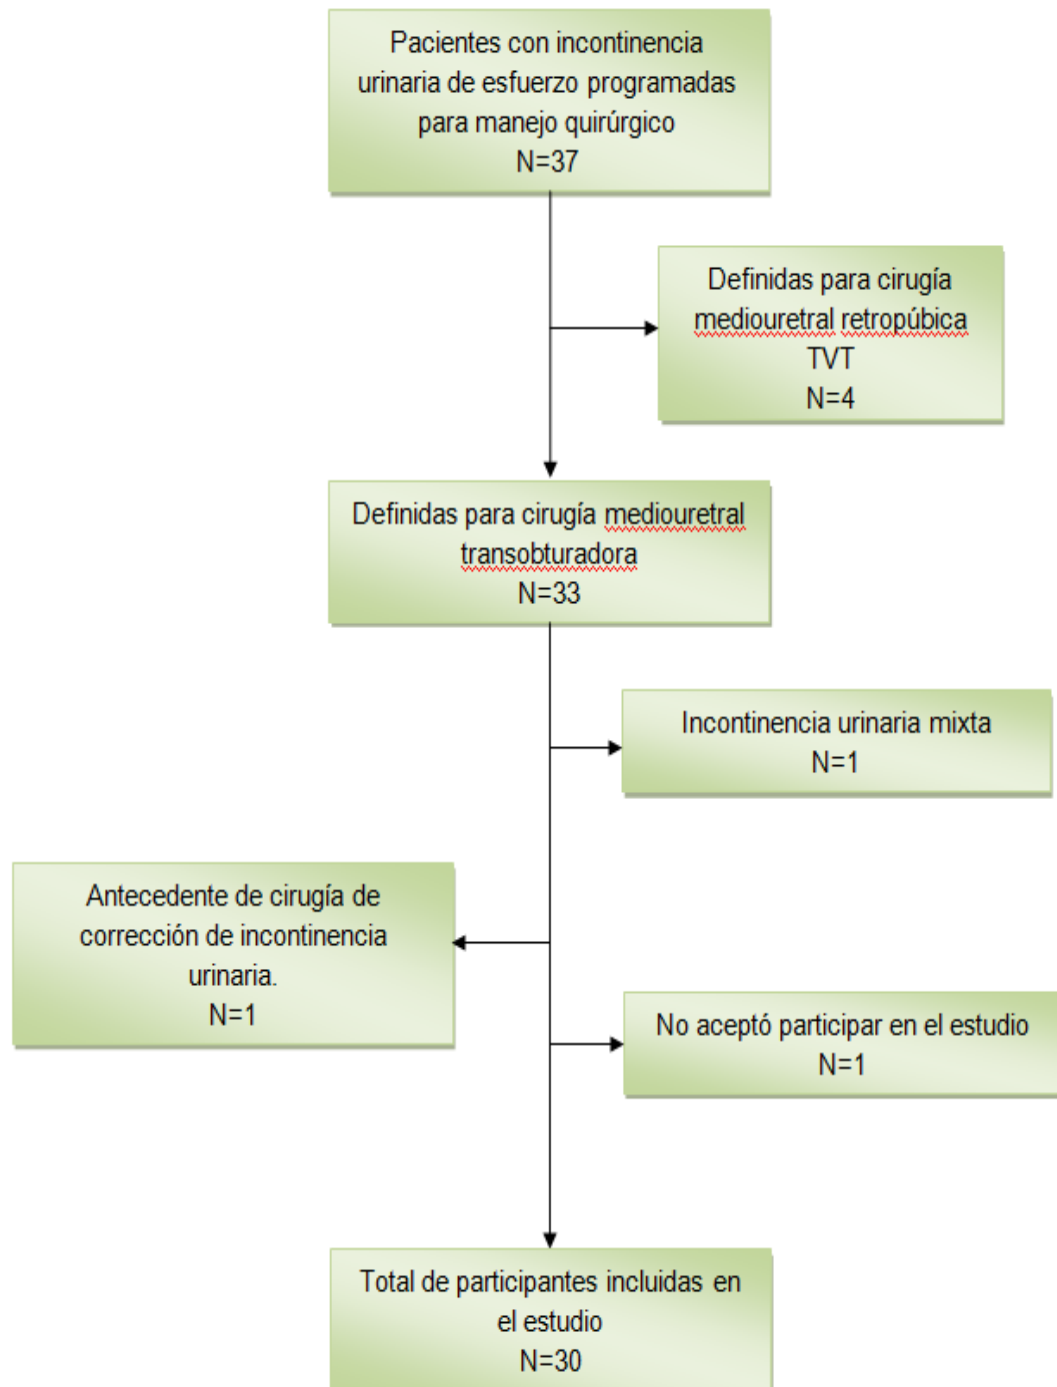 Pacientes con incontinencia
urinaria de esfuerzo programadas
para manejo quirúrgico
N=37
Definidas para cirugía
mediouretral retropúbica
TVT
N=4
Definidas para cirugía mediouretral
transobturadora
N=33
Incontinencia urinaria mixta
N=1
Antecedente de cirugía de
corrección de incontinencia
urinaria.
N=1
No aceptó participar en el estudio
N=1
Total de participantes incluidas en
el estudio
N=30